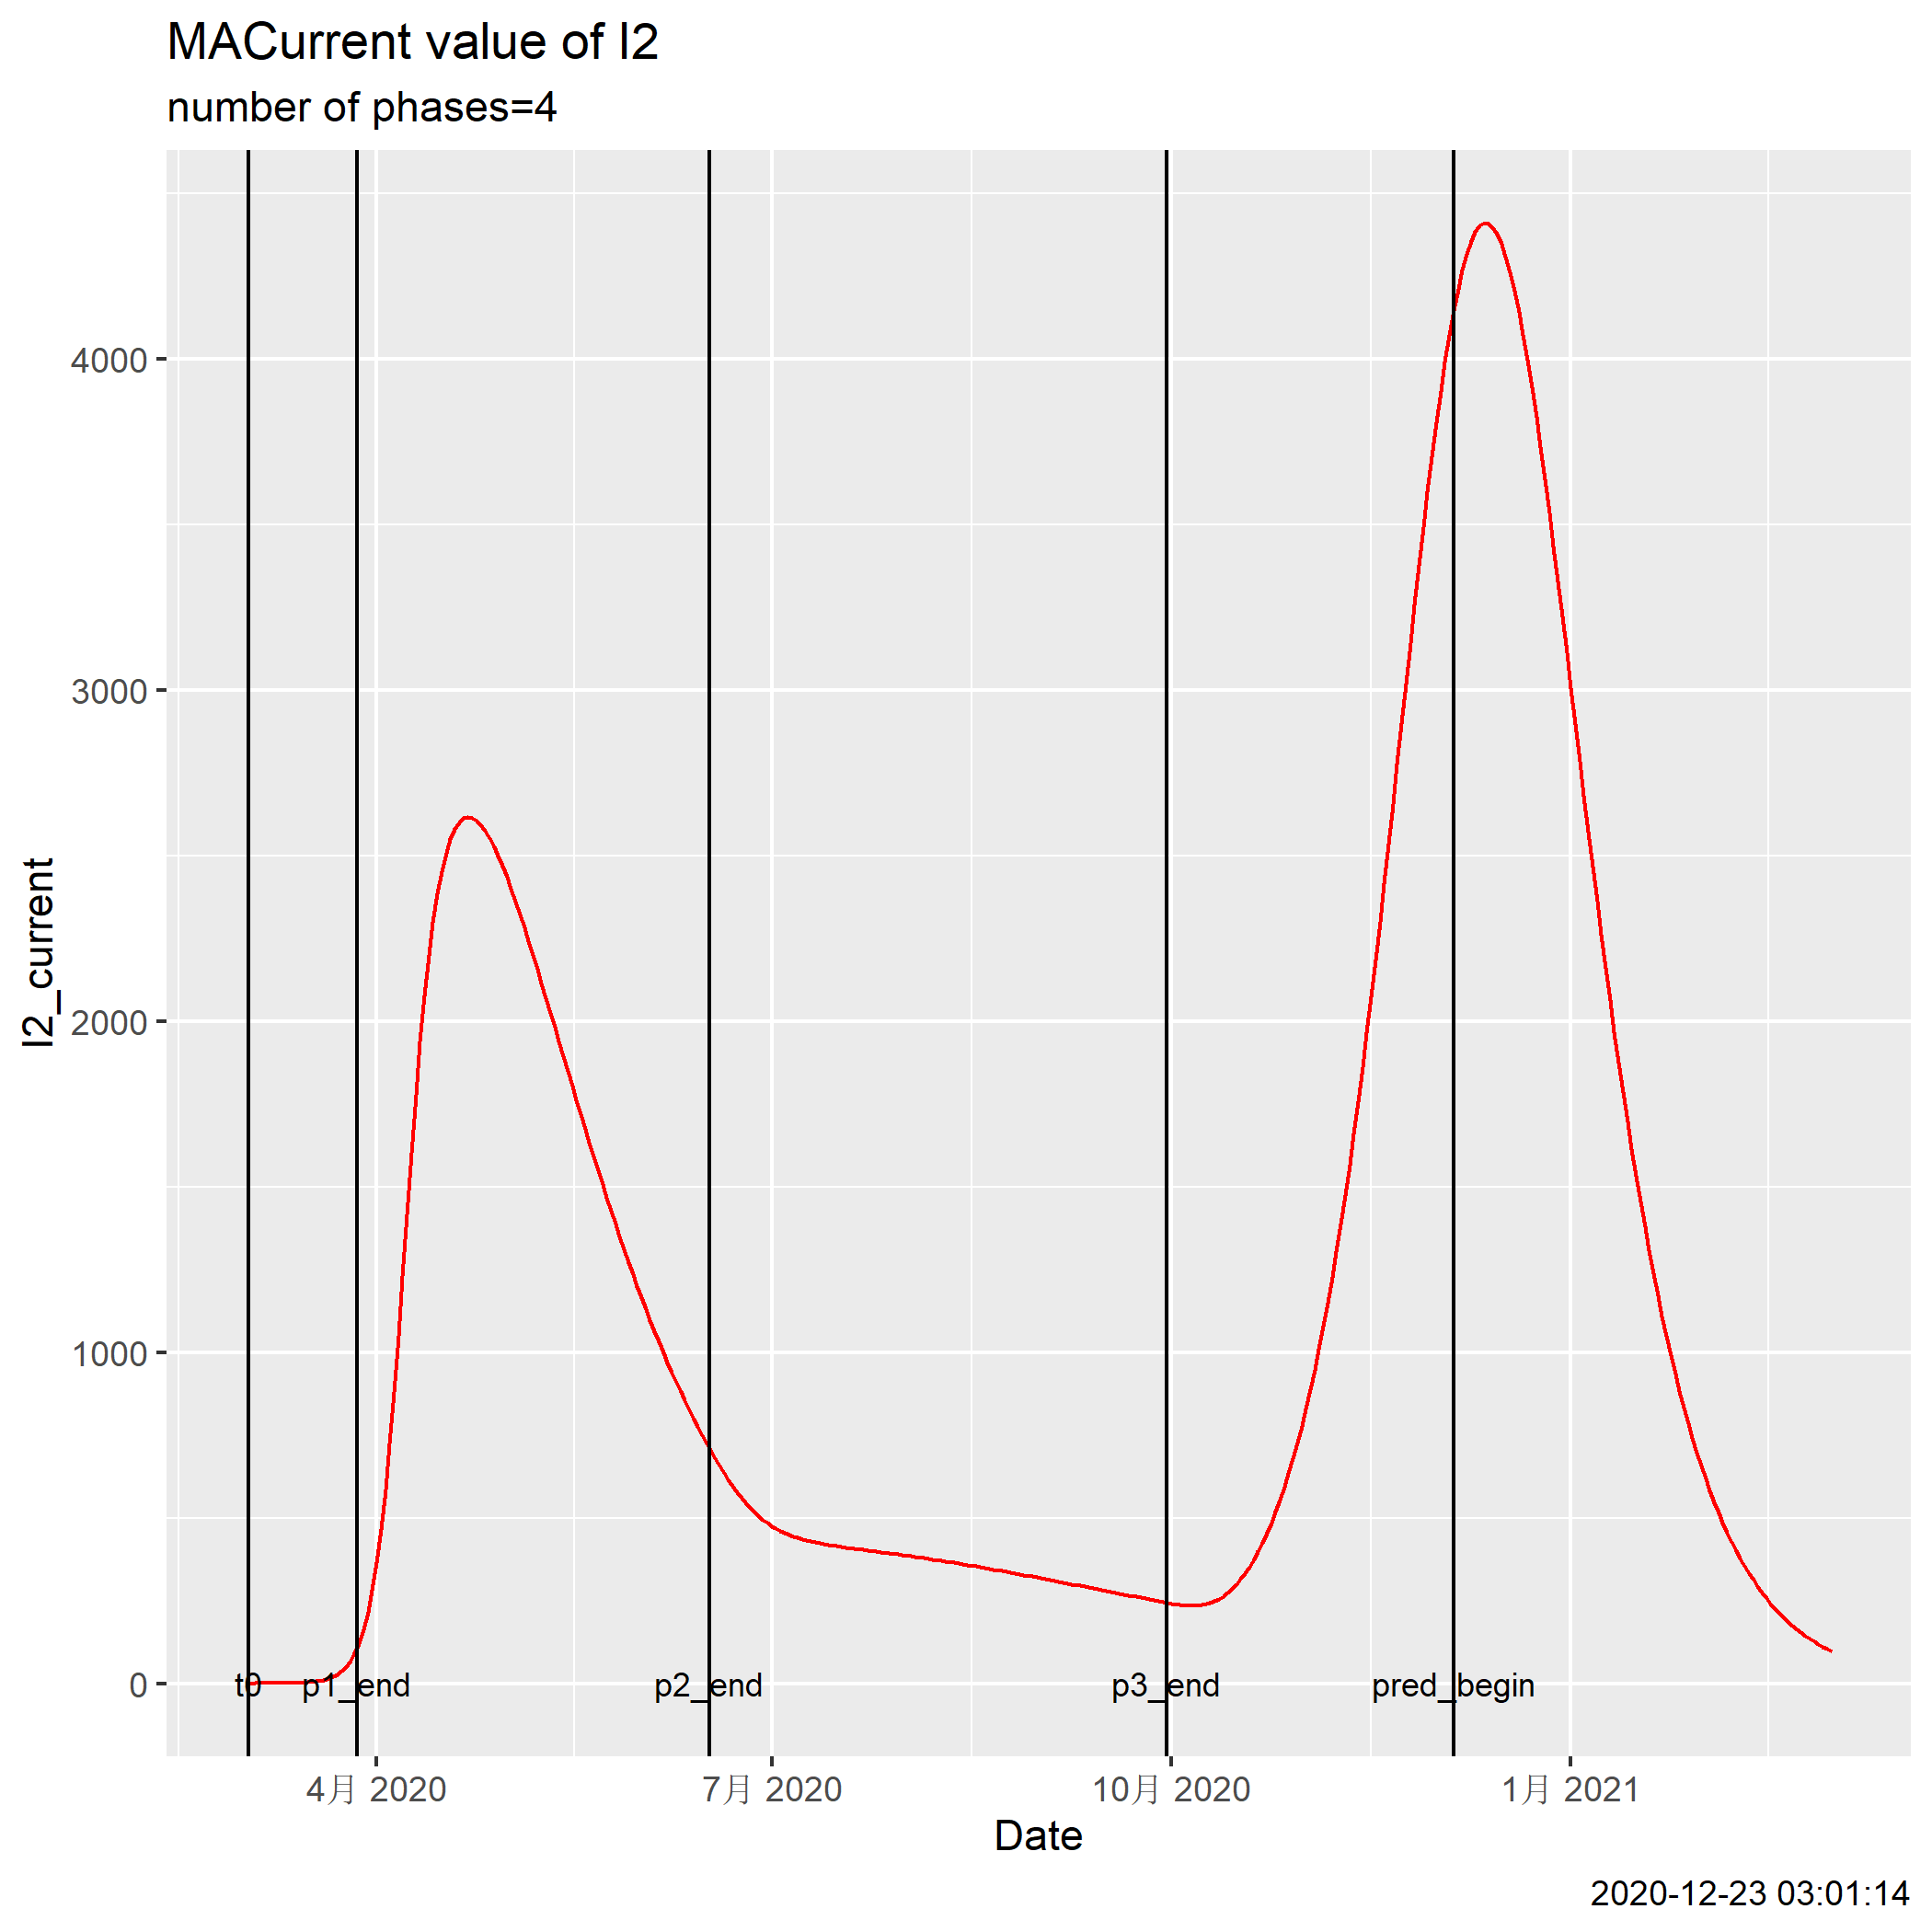 MACurrent value of I2
number of phases=4
I2_current
4000
3000
2000
1000
0
t0 p1_end p2_end p3_end pred_begin
4月 2020 7月 2020 10月 2020 1月 2021
Date
2020-12-23 03:01:14